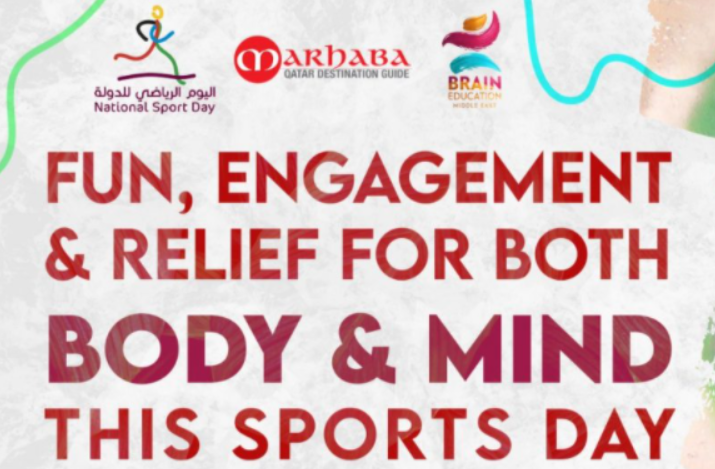 اليوم الرياضي للدولة
National Sport Day
marhaba
QATAR DESTINATION GUIDE
BRAIN
EDUCATION
MIDDLE EAST
FUN, ENGAGEMENT
& RELIEF FOR BOTH
BODY & MIND
THIS SPORTS DAY